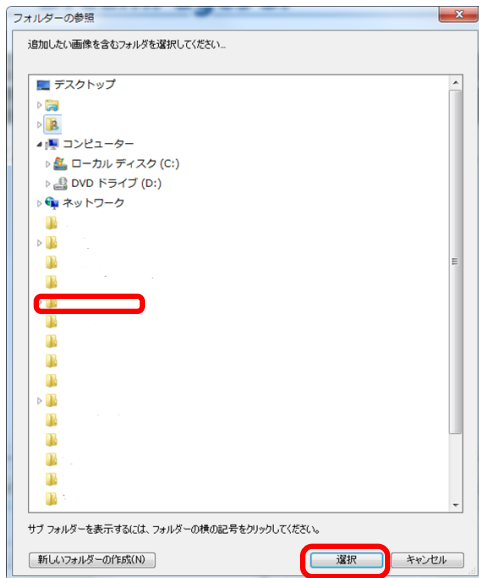 フォルダーの参照
追加したい画像を含むフォルダを選択してください...
デスクトップ
コンピューター
ローカル ディスク (C:)
DVD ドライブ (D:)
ネットワーク
サブ フォルダーを表示するには、フォルダーの横の記号をクリックしてください。
新しいフォルダーの作成(N)
選択
キャンセル